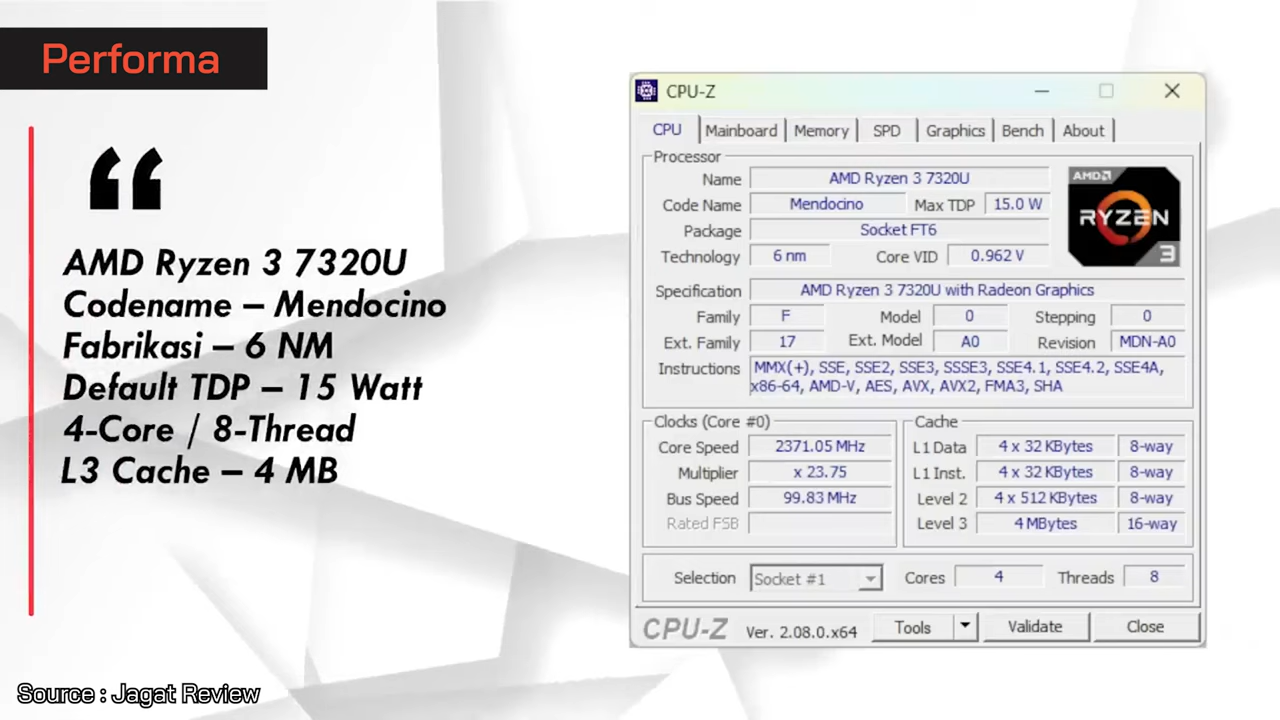 Performa
“
AMD Ryzen 3 7320U
Codename – Mendocino
Fabrikasi – 6 NM
Default TDP – 15 Watt
4-Core / 8-Thread
L3 Cache – 4 MB
Source : Jagat Review
CPU-Z
CPU Mainboard Memory SPD Graphics Bench About
Processor
Name AMD Ryzen 3 7320U
Code Name Mendocino Max TDP 15.0 W
Package Socket FT6
Technology 6 nm Core VID 0.962 V
AMD
RYZEN
3
Specification AMD Ryzen 3 7320U with Radeon Graphics
Family F Model 0 Stepping 0
Ext. Family 17 Ext. Model A0 Revision MDN-A0
Instructions MMX(+), SSE, SSE2, SSE3, SSSE3, SSE4.1, SSE4.2, SSE4A,
x86-64, AMD-V, AES, AVX, AVX2, FMA3, SHA
Clocks (Core #0)
Core Speed 2371.05 MHz
Multiplier x 23.75
Bus Speed 99.83 MHz
Rated FSB
Cache
L1 Data 4 x 32 KBytes 8-way
L1 Inst. 4 x 32 KBytes 8-way
Level 2 4 x 512 KBytes 8-way
Level 3 4 MBytes 16-way
Selection Socket #1 Cores 4 Threads 8
CPU-Z Ver. 2.08.0.x64 Tools Validate Close